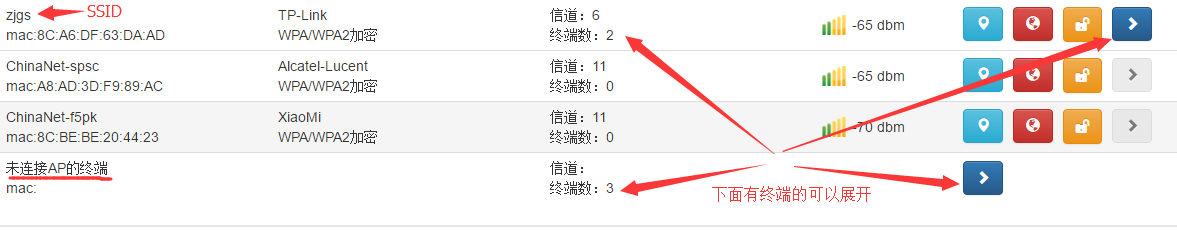 zjgs SSID TP-Link 信道：6
mac:8C:A6:DF:63:DA:AD WPA/WPA2加密 终端数：2 -65 dbm
ChinaNet-spsc Alcatel-Lucent 信道：11
mac:A8:AD:3D:F9:89:AC WPA/WPA2加密 终端数：0 -65 dbm
ChinaNet-f5pk XiaoMi 信道：11
mac:8C:BE:BE:20:44:23 WPA/WPA2加密 终端数：0 -70 dbm
未连接AP的终端 信道：
mac: 终端数：3
下面有终端的可以展开